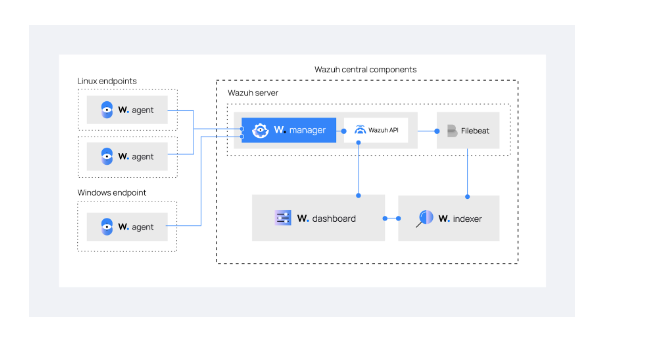 Wazuh central components
Linux endpoints
Wazuh server
W. agent
W. manager
Wazuh API
Filebeat
W. agent
Windows endpoint
W. agent
W. dashboard
W. indexer